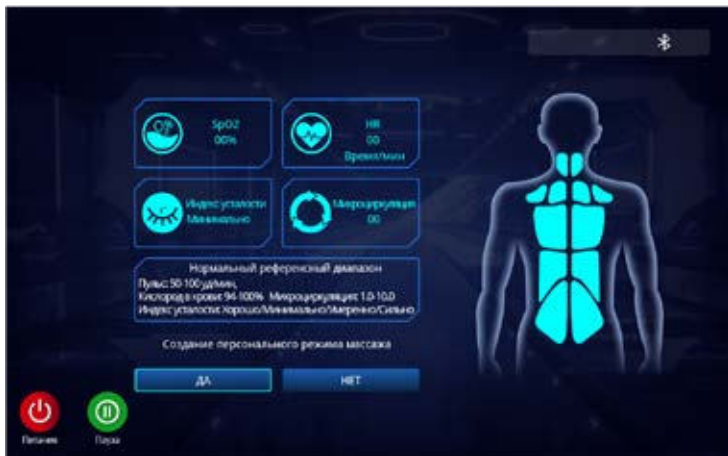 SpO2
00%
HR
00
Время/мин
Индекс усталости
Минимально
Микроциркуляция
00
Нормальный референсный диапазон
Пульс: 50-100 уд/мин,
Кислород в крови: 94-100% Микроциркуляция: 1.0-10.0
Индекс усталости: Хорошо/Минимально/Умеренно/Сильно
Создание персонального режима массажа
ДА
НЕТ
Питание
Пауза